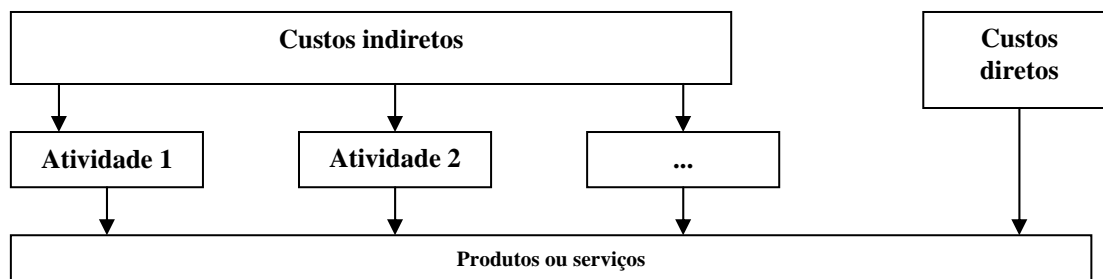 Custos indiretos
Custos
diretos
Atividade 1
Atividade 2
...
Produtos ou serviços